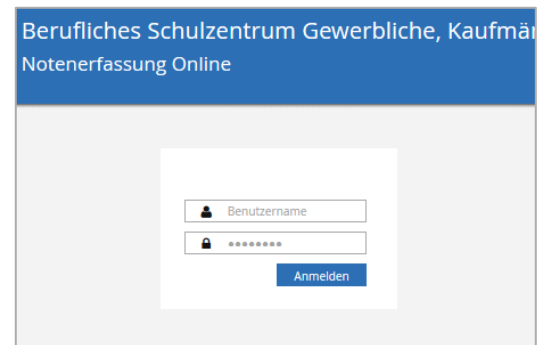 Berufliches Schulzentrum Gewerbliche, Kaufmä
Notenerfassung Online
Benutzername
••••••••
Anmelden